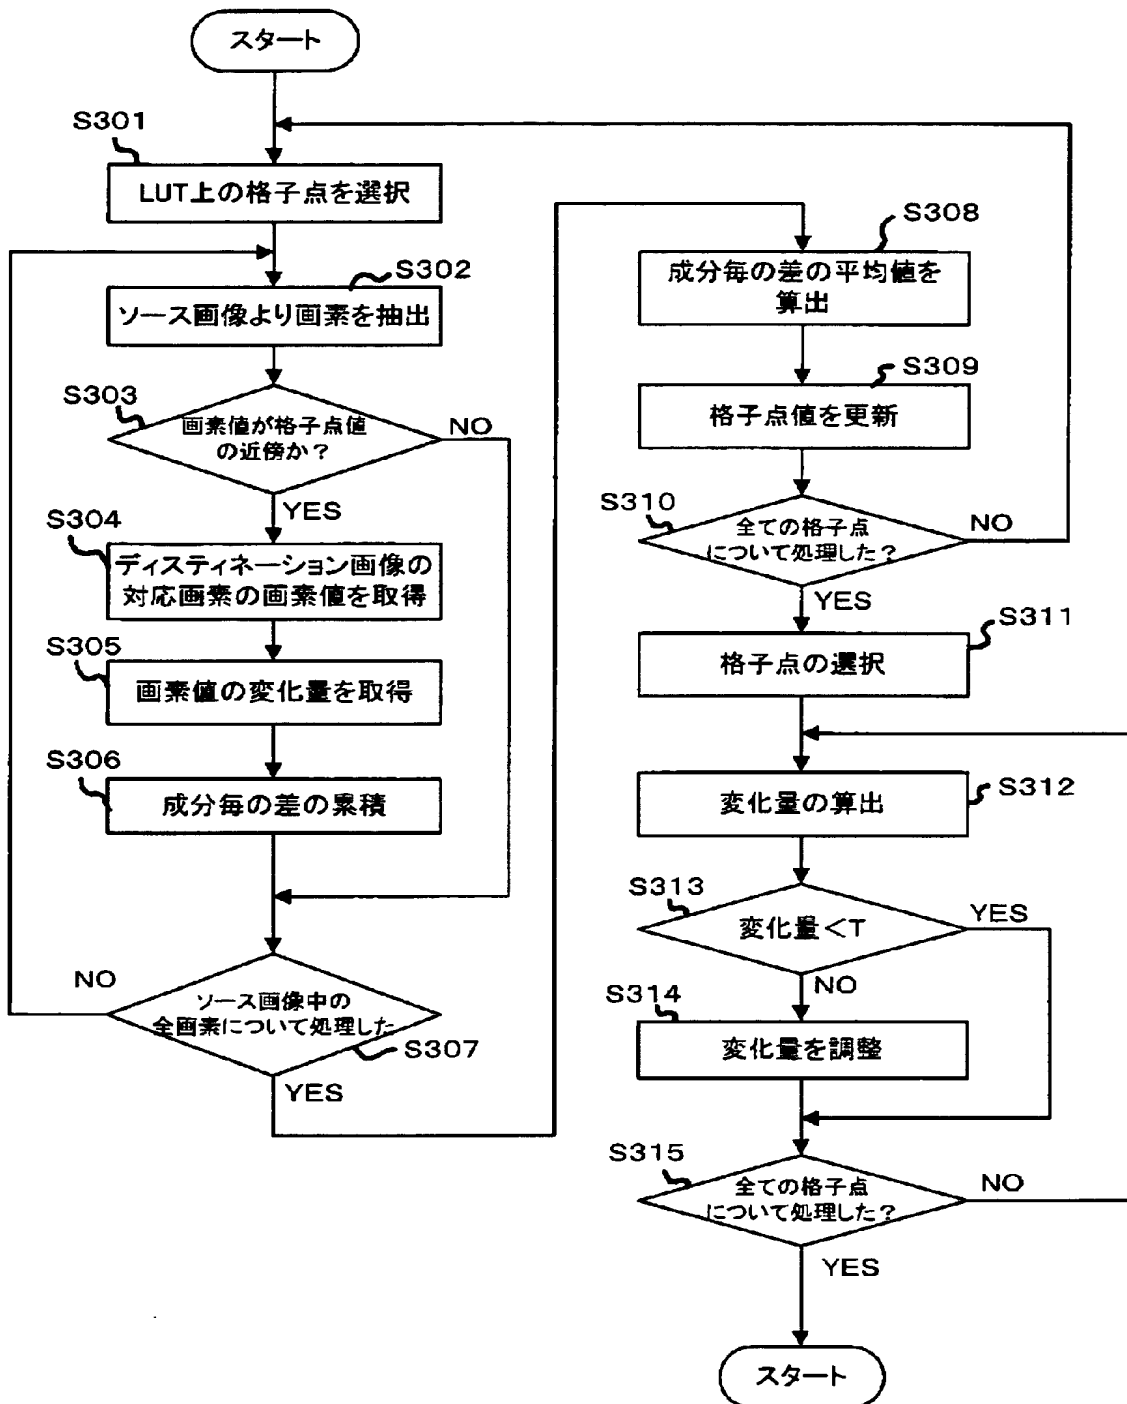 スタート
S301
LUT上の格子点を選択
S302
ソース画像より画素を抽出
S303
画素値が格子点値
の近傍か？
NO
YES
S304
ディスティネーション画像の
対応画素の画素値を取得
S305
画素値の変化量を取得
S306
成分毎の差の累積
NO
ソース画像中の
全画素について処理した
S307
YES
S308
成分毎の差の平均値を
算出
S309
格子点値を更新
S310
全ての格子点
について処理した？
NO
YES
S311
格子点の選択
S312
変化量の算出
S313
変化量＜T
YES
NO
S314
変化量を調整
S315
全ての格子点
について処理した？
NO
YES
スタート